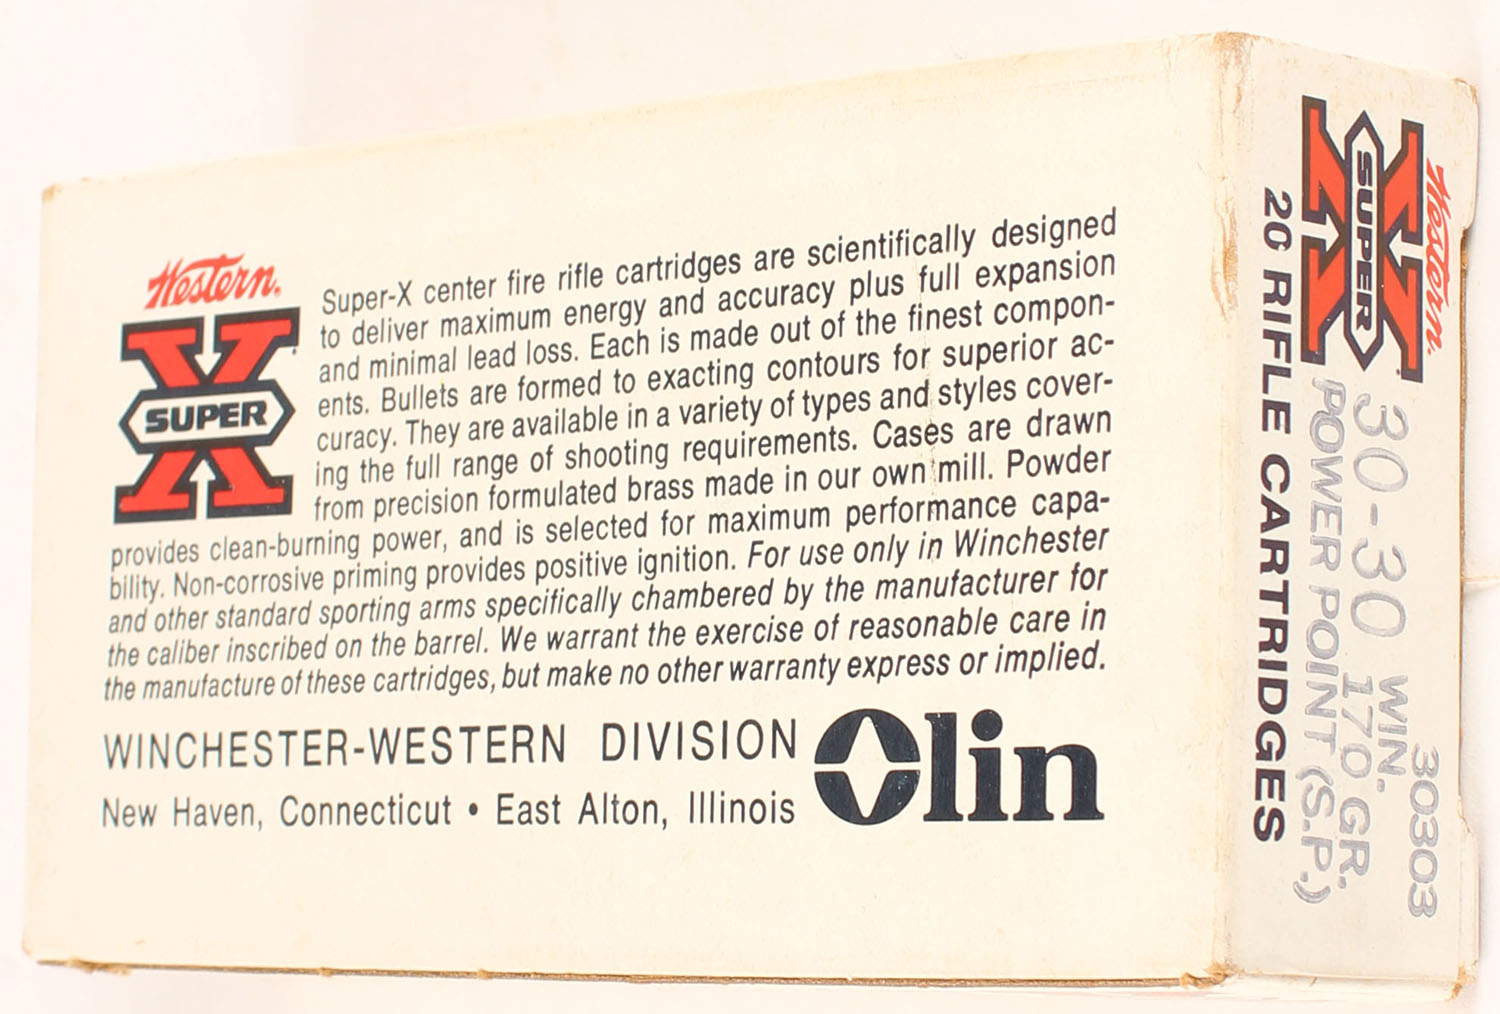 Western.
SUPER X
Super-X center fire rifle cartridges are scientifically designed
to deliver maximum energy and accuracy plus full expansion
and minimal lead loss. Each is made out of the finest compon-
ents. Bullets are formed to exacting contours for superior ac-
curacy. They are available in a variety of types and styles cover-
ing the full range of shooting requirements. Cases are drawn
from precision formulated brass made in our own mill. Powder
provides clean-burning power, and is selected for maximum performance capa-
bility. Non-corrosive priming provides positive ignition. For use only in Winchester
and other standard sporting arms specifically chambered by the manufacturer for
the caliber inscribed on the barrel. We warrant the exercise of reasonable care in
the manufacture of these cartridges, but make no other warranty express or implied.
WINCHESTER-WESTERN DIVISION
New Haven, Connecticut • East Alton, Illinois
Olin
Western.
SUPER X
20 RIFLE CARTRIDGES
30303
30-30 WIN.
170 GR.
POWER POINT (S.P.)